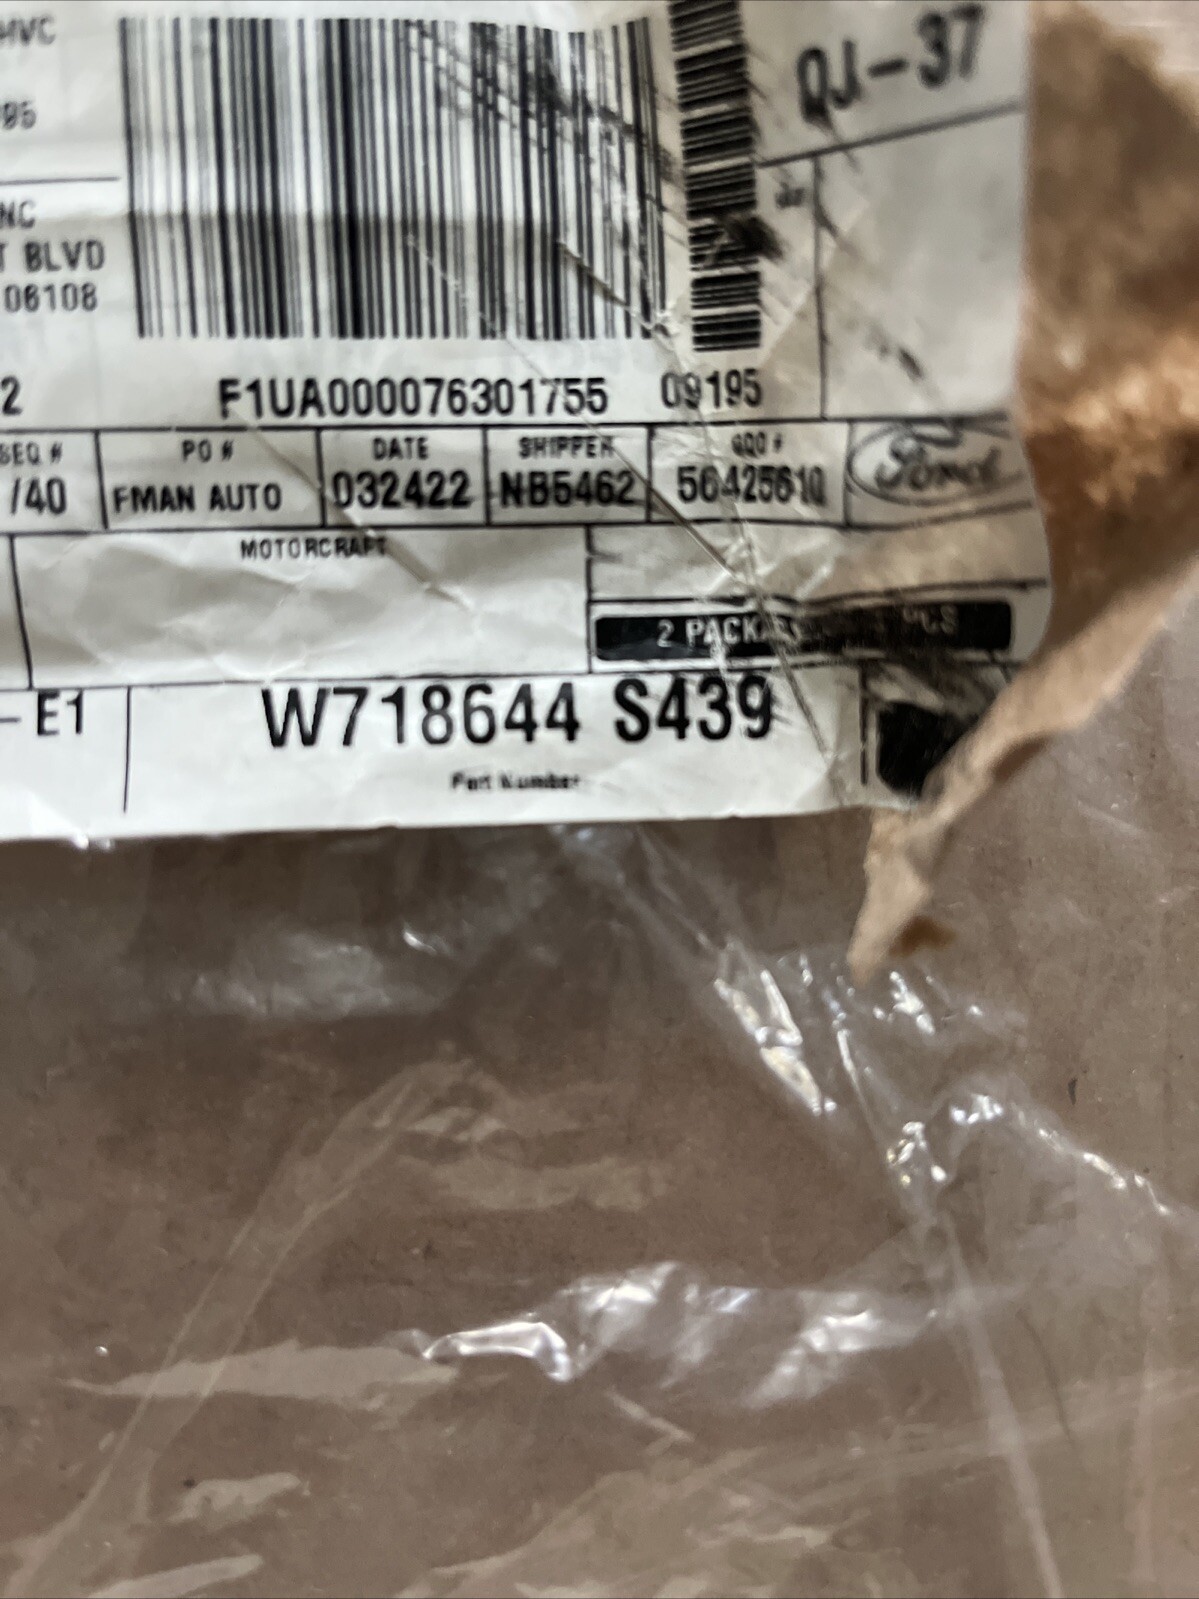 HVC
QJ-37
95
NC
T BLVD
06108
2
F1UA000076301755 09195
SEQ # PO # DATE SHIPPER
/40 FMAN AUTO 032422 NB5462 56425610
Ford
MOTORCRAFT
2 PCS
-E1 W718644 S439
Part Number